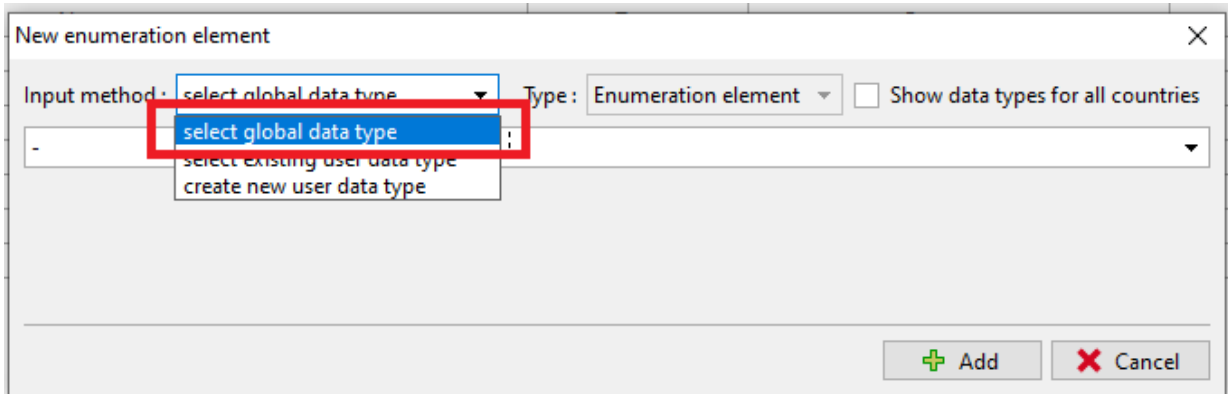 New enumeration element
Input method : select global data type Type : Enumeration element Show data types for all countries
select global data type
-
select existing user data type
create new user data type
Add Cancel